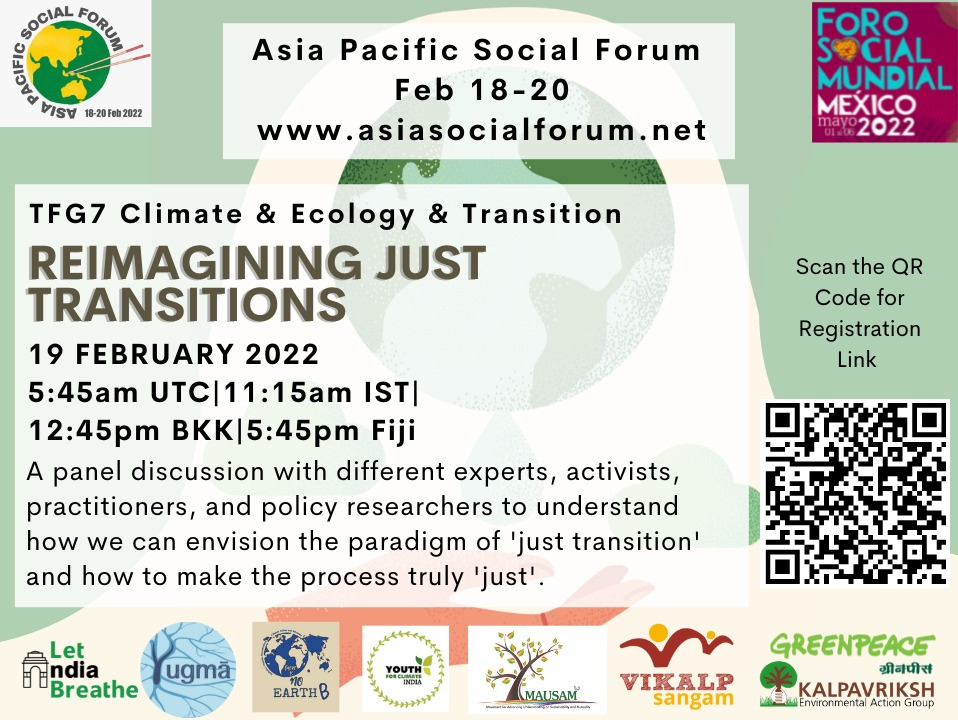 ASIA PACIFIC SOCIAL FORUM
18-20 Feb 2022
Asia Pacific Social Forum
Feb 18-20
www.asiasocialforum.net
FORO
SOCIAL
MUNDIAL
MÉXICO
mayo
01 al 06 2022
TFG7 Climate & Ecology & Transition
REIMAGINING JUST
TRANSITIONS
19 FEBRUARY 2022
5:45am UTC|11:15am IST|
12:45pm BKK|5:45pm Fiji
A panel discussion with different experts, activists,
practitioners, and policy researchers to understand
how we can envision the paradigm of 'just transition'
and how to make the process truly 'just'.
Scan the QR
Code for
Registration
Link
Let
India
Breathe
Yugmā
NO
EARTH B
YOUTH
FOR CLIMATE
INDIA
MAUSAM
VIKALP
sangam
GREENPEACE
ग्रीनपीस
KALPAVRIKSH
Environmental Action Group